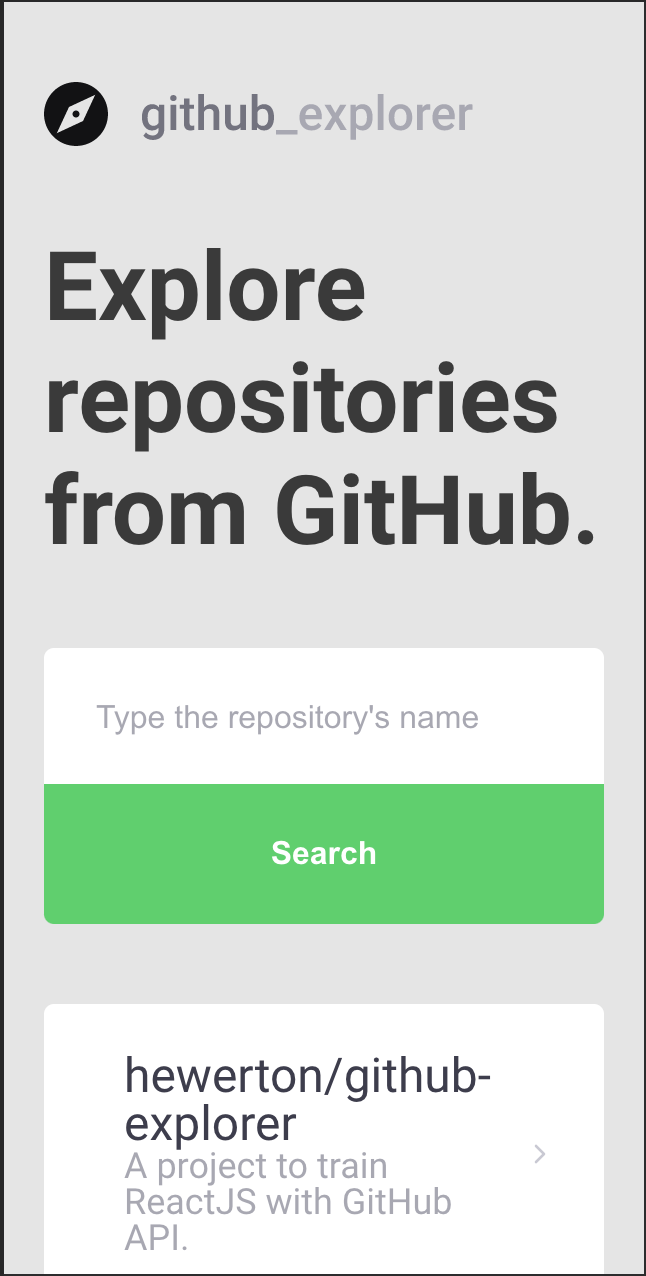 github_explorer
Explore
repositories
from GitHub.
Type the repository's name
Search
hewerton/github-
explorer
A project to train
ReactJS with GitHub
API.